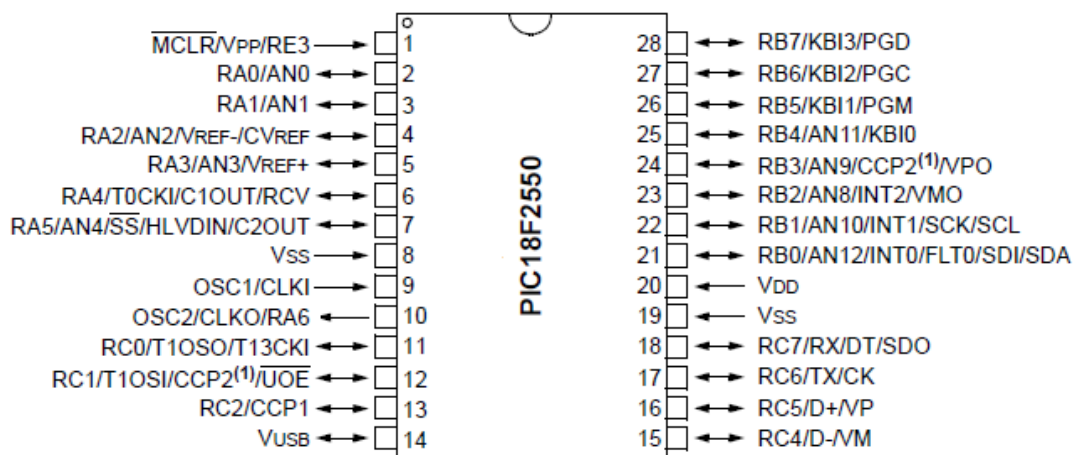 MCLR/VPP/RE3 1 28 RB7/KBI3/PGD
RA0/AN0 2 27 RB6/KBI2/PGC
RA1/AN1 3 26 RB5/KBI1/PGM
RA2/AN2/VREF-/CVREF 4 25 RB4/AN11/KBI0
RA3/AN3/VREF+ 5 24 RB3/AN9/CCP2(1)/VPO
RA4/T0CKI/C1OUT/RCV 6 23 RB2/AN8/INT2/VMO
RA5/AN4/SS/HLVDIN/C2OUT 7 22 RB1/AN10/INT1/SCK/SCL
VSS 8 21 RB0/AN12/INT0/FLT0/SDI/SDA
OSC1/CLKI 9 20 VDD
OSC2/CLKO/RA6 10 19 VSS
RC0/T1OSO/T13CKI 11 18 RC7/RX/DT/SDO
RC1/T1OSI/CCP2(1)/UOE 12 17 RC6/TX/CK
RC2/CCP1 13 16 RC5/D+/VP
VUSB 14 15 RC4/D-/VM
PIC18F2550